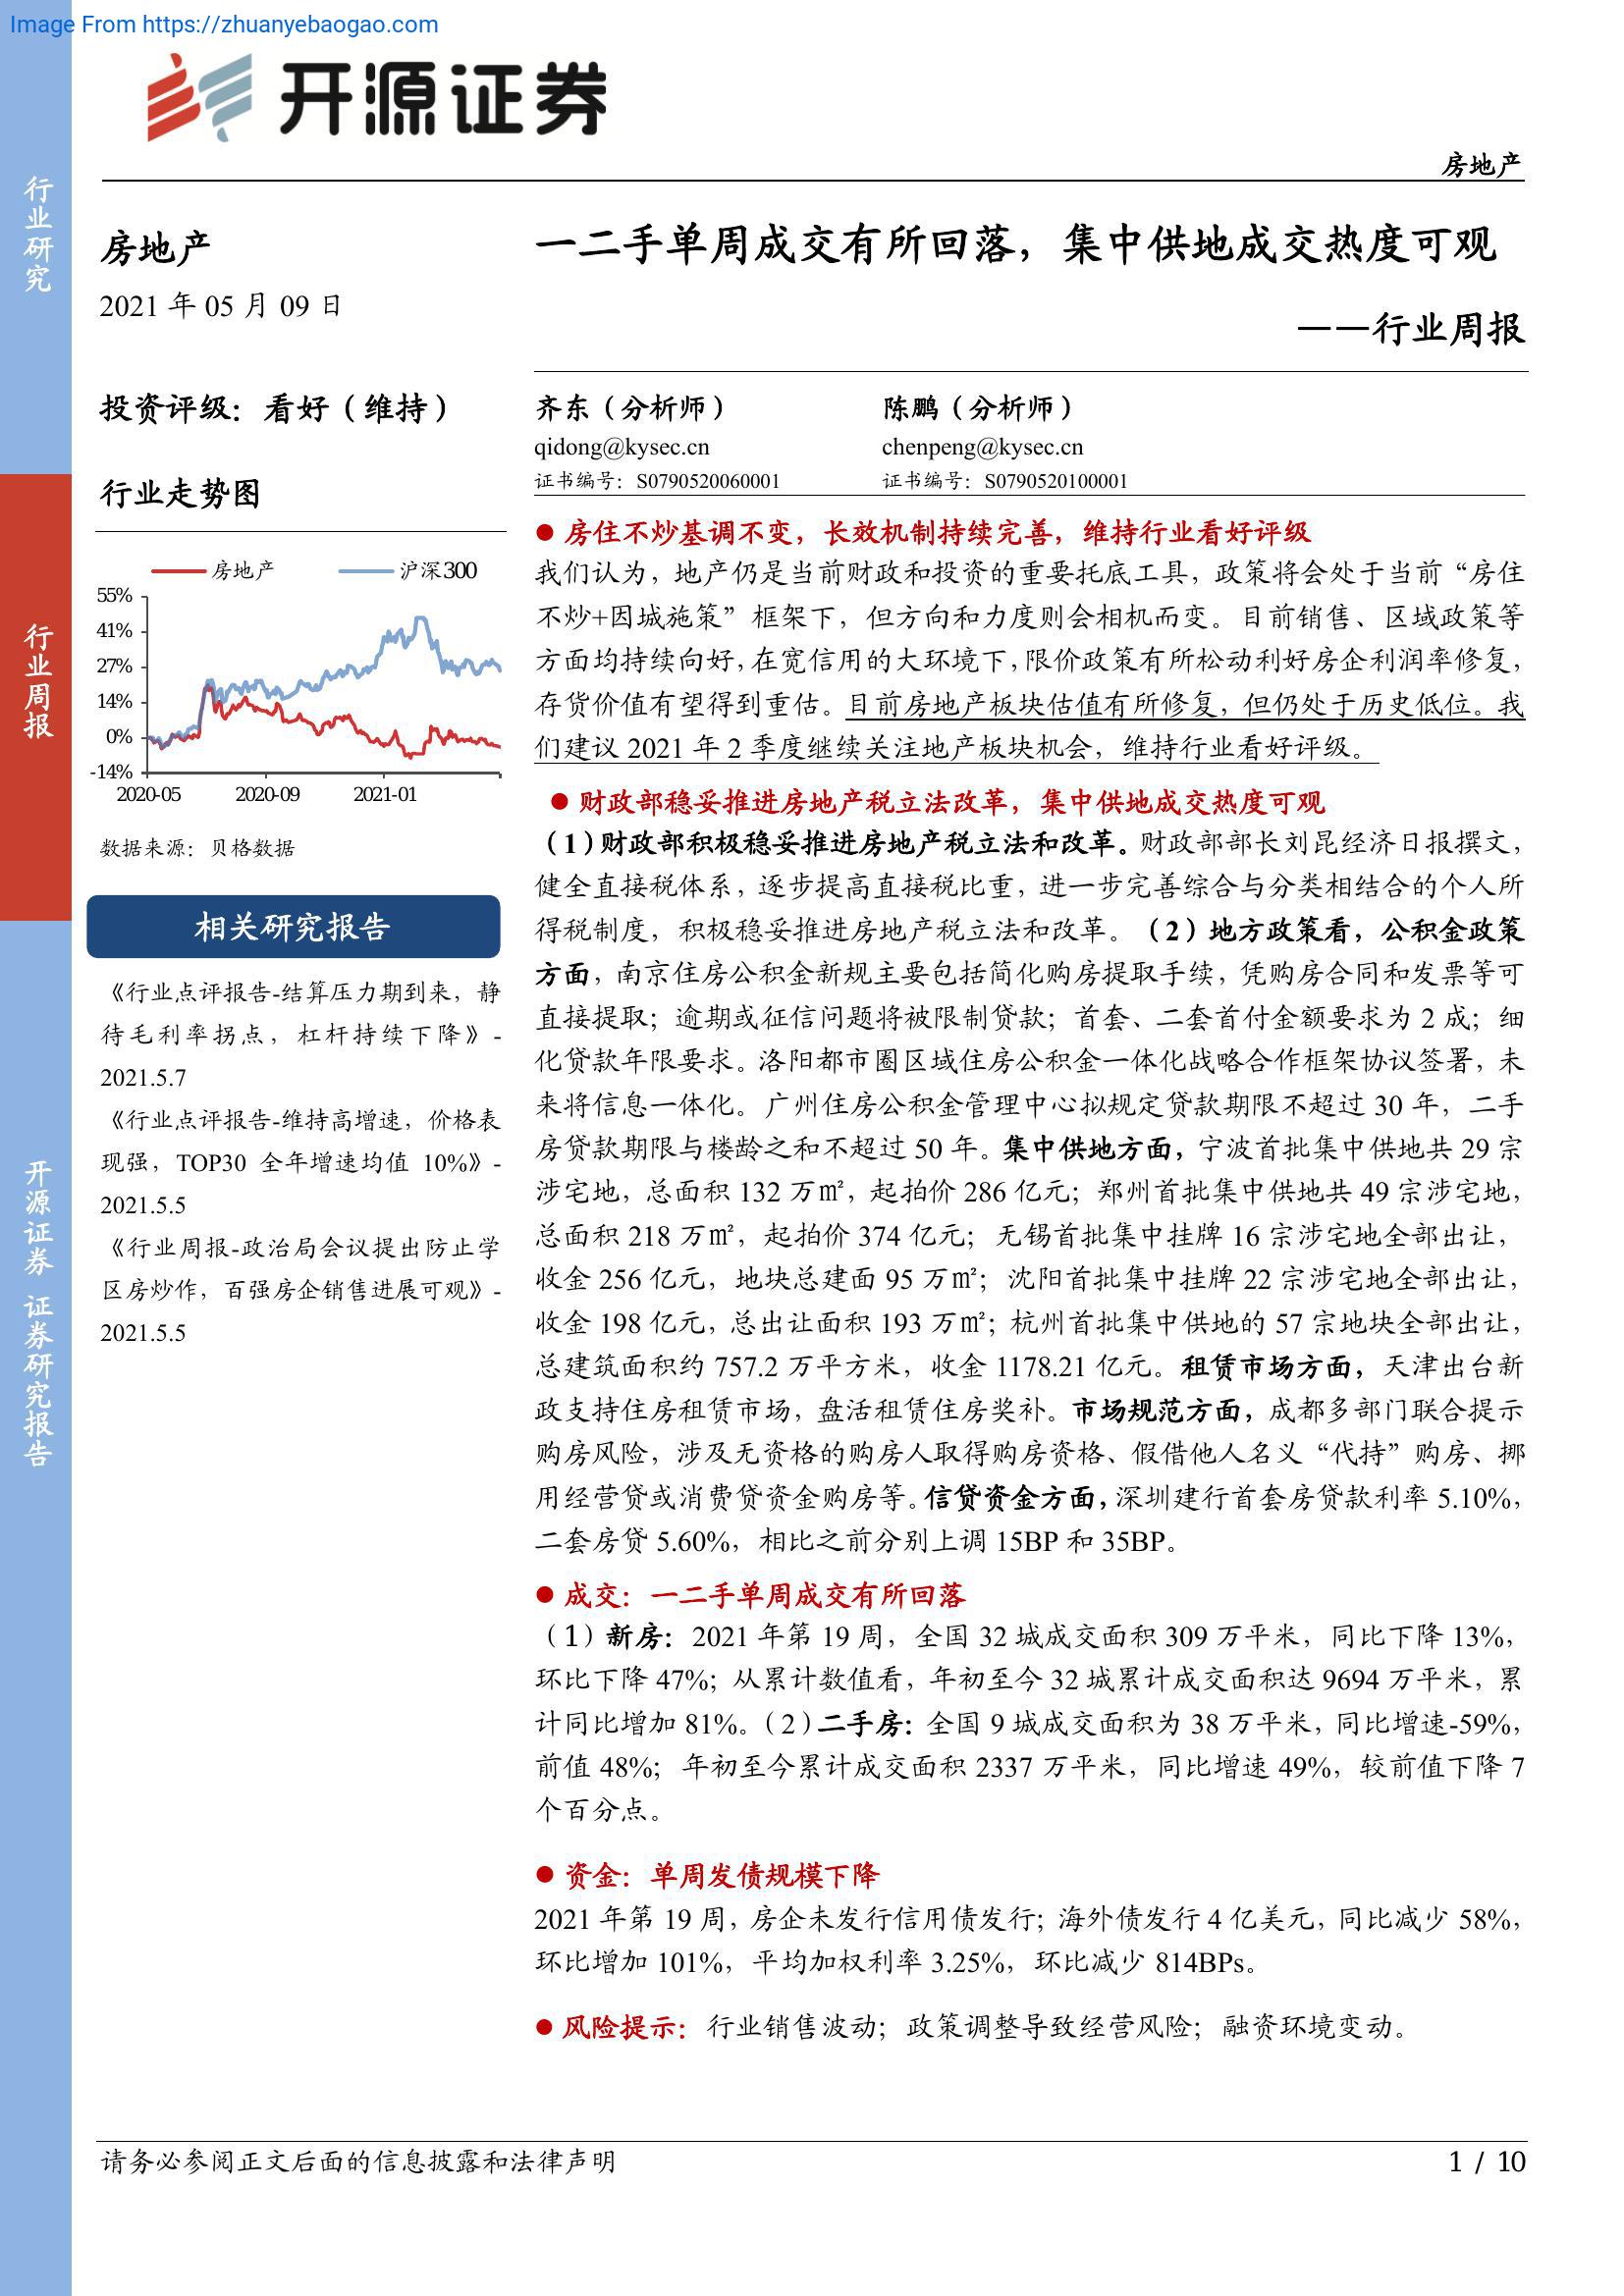 Image From https://zhuanyebaogao.com
开源证券
房地产
行业研究
行业周报
开源证券 证券研究报告
房地产
2021 年 05 月 09 日
投资评级：看好（维持）
行业走势图
房地产 沪深300
55%
41%
27%
14%
0%
-14%
2020-05 2020-09 2021-01
数据来源：贝格数据
相关研究报告
《行业点评报告-结算压力期到来，静
待毛利率拐点，杠杆持续下降》-
2021.5.7
《行业点评报告-维持高增速，价格表
现强，TOP30 全年增速均值 10%》-
2021.5.5
《行业周报-政治局会议提出防止学
区房炒作，百强房企销售进展可观》-
2021.5.5
一二手单周成交有所回落，集中供地成交热度可观
——行业周报
齐东（分析师） 陈鹏（分析师）
qidong@kysec.cn chenpeng@kysec.cn
证书编号：S0790520060001 证书编号：S0790520100001
● 房住不炒基调不变，长效机制持续完善，维持行业看好评级
我们认为，地产仍是当前财政和投资的重要托底工具，政策将会处于当前“房住
不炒+因城施策”框架下，但方向和力度则会相机而变。目前销售、区域政策等
方面均持续向好，在宽信用的大环境下，限价政策有所松动利好房企利润率修复，
存货价值有望得到重估。目前房地产板块估值有所修复，但仍处于历史低位。我
们建议 2021 年 2 季度继续关注地产板块机会，维持行业看好评级。
● 财政部稳妥推进房地产税立法改革，集中供地成交热度可观
（1）财政部积极稳妥推进房地产税立法和改革。财政部部长刘昆经济日报撰文，
健全直接税体系，逐步提高直接税比重，进一步完善综合与分类相结合的个人所
得税制度，积极稳妥推进房地产税立法和改革。（2）地方政策看，公积金政策
方面，南京住房公积金新规主要包括简化购房提取手续，凭购房合同和发票等可
直接提取；逾期或征信问题将被限制贷款；首套、二套首付金额要求为 2 成；细
化贷款年限要求。洛阳都市圈区域住房公积金一体化战略合作框架协议签署，未
来将信息一体化。广州住房公积金管理中心拟规定贷款期限不超过 30 年，二手
房贷款期限与楼龄之和不超过 50 年。集中供地方面，宁波首批集中供地共 29 宗
涉宅地，总面积 132 万㎡，起拍价 286 亿元；郑州首批集中供地共 49 宗涉宅地，
总面积 218 万㎡，起拍价 374 亿元；无锡首批集中挂牌 16 宗涉宅地全部出让，
收金 256 亿元，地块总建面 95 万㎡；沈阳首批集中挂牌 22 宗涉宅地全部出让，
收金 198 亿元，总出让面积 193 万㎡；杭州首批集中供地的 57 宗地块全部出让，
总建筑面积约 757.2 万平方米，收金 1178.21 亿元。租赁市场方面，天津出台新
政支持住房租赁市场，盘活租赁住房奖补。市场规范方面，成都多部门联合提示
购房风险，涉及无资格的购房人取得购房资格、假借他人名义“代持”购房、挪
用经营贷或消费贷资金购房等。信贷资金方面，深圳建行首套房贷款利率 5.10%，
二套房贷 5.60%，相比之前分别上调 15BP 和 35BP。
● 成交：一二手单周成交有所回落
（1）新房：2021 年第 19 周，全国 32 城成交面积 309 万平米，同比下降 13%，
环比下降 47%；从累计数值看，年初至今 32 城累计成交面积达 9694 万平米，累
计同比增加 81%。（2）二手房：全国 9 城成交面积为 38 万平米，同比增速-59%，
前值 48%；年初至今累计成交面积 2337 万平米，同比增速 49%，较前值下降 7
个百分点。
● 资金：单周发债规模下降
2021 年第 19 周，房企未发行信用债发行；海外债发行 4 亿美元，同比减少 58%，
环比增加 101%，平均加权利率 3.25%，环比减少 814BPs。
● 风险提示：行业销售波动；政策调整导致经营风险；融资环境变动。
请务必参阅正文后面的信息披露和法律声明 1 / 10